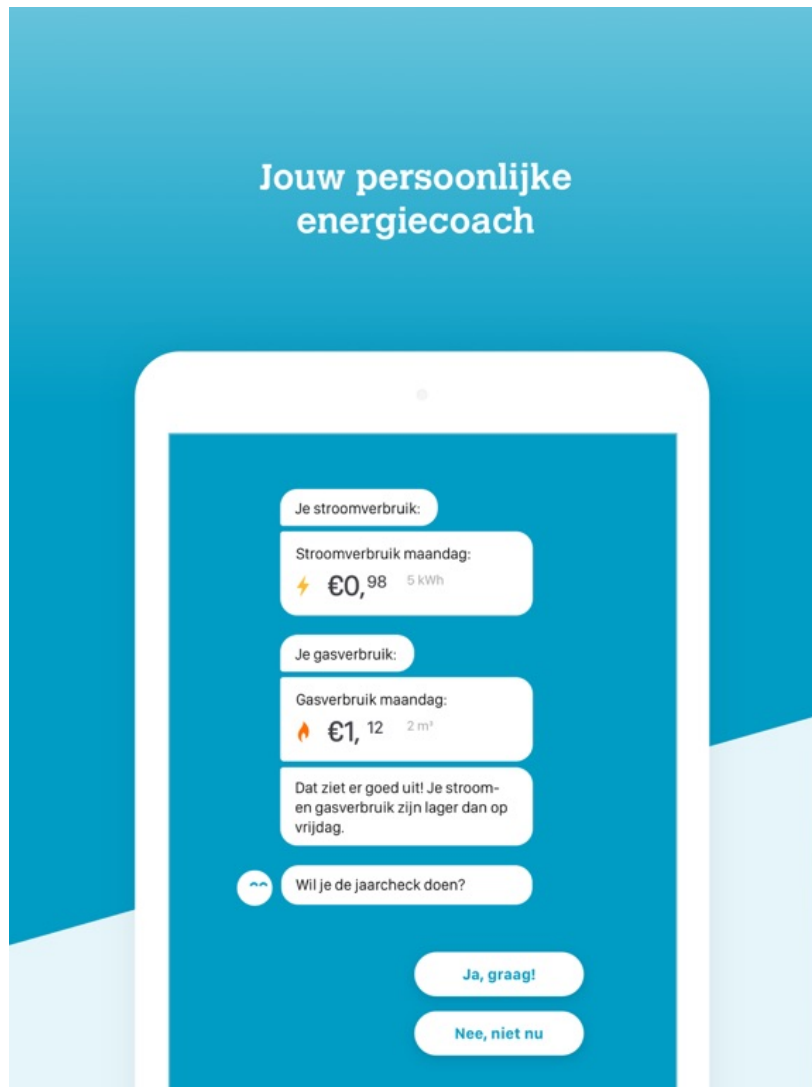 Jouw persoonlijke
energiecoach
Je stroomverbruik:
Stroomverbruik maandag:
€0,98 5 kWh
Je gasverbruik:
Gasverbruik maandag:
€1, 12 2 m³
Dat ziet er goed uit! Je stroom-
en gasverbruik zijn lager dan op
vrijdag.
Wil je de jaarcheck doen?
Ja, graag!
Nee, niet nu